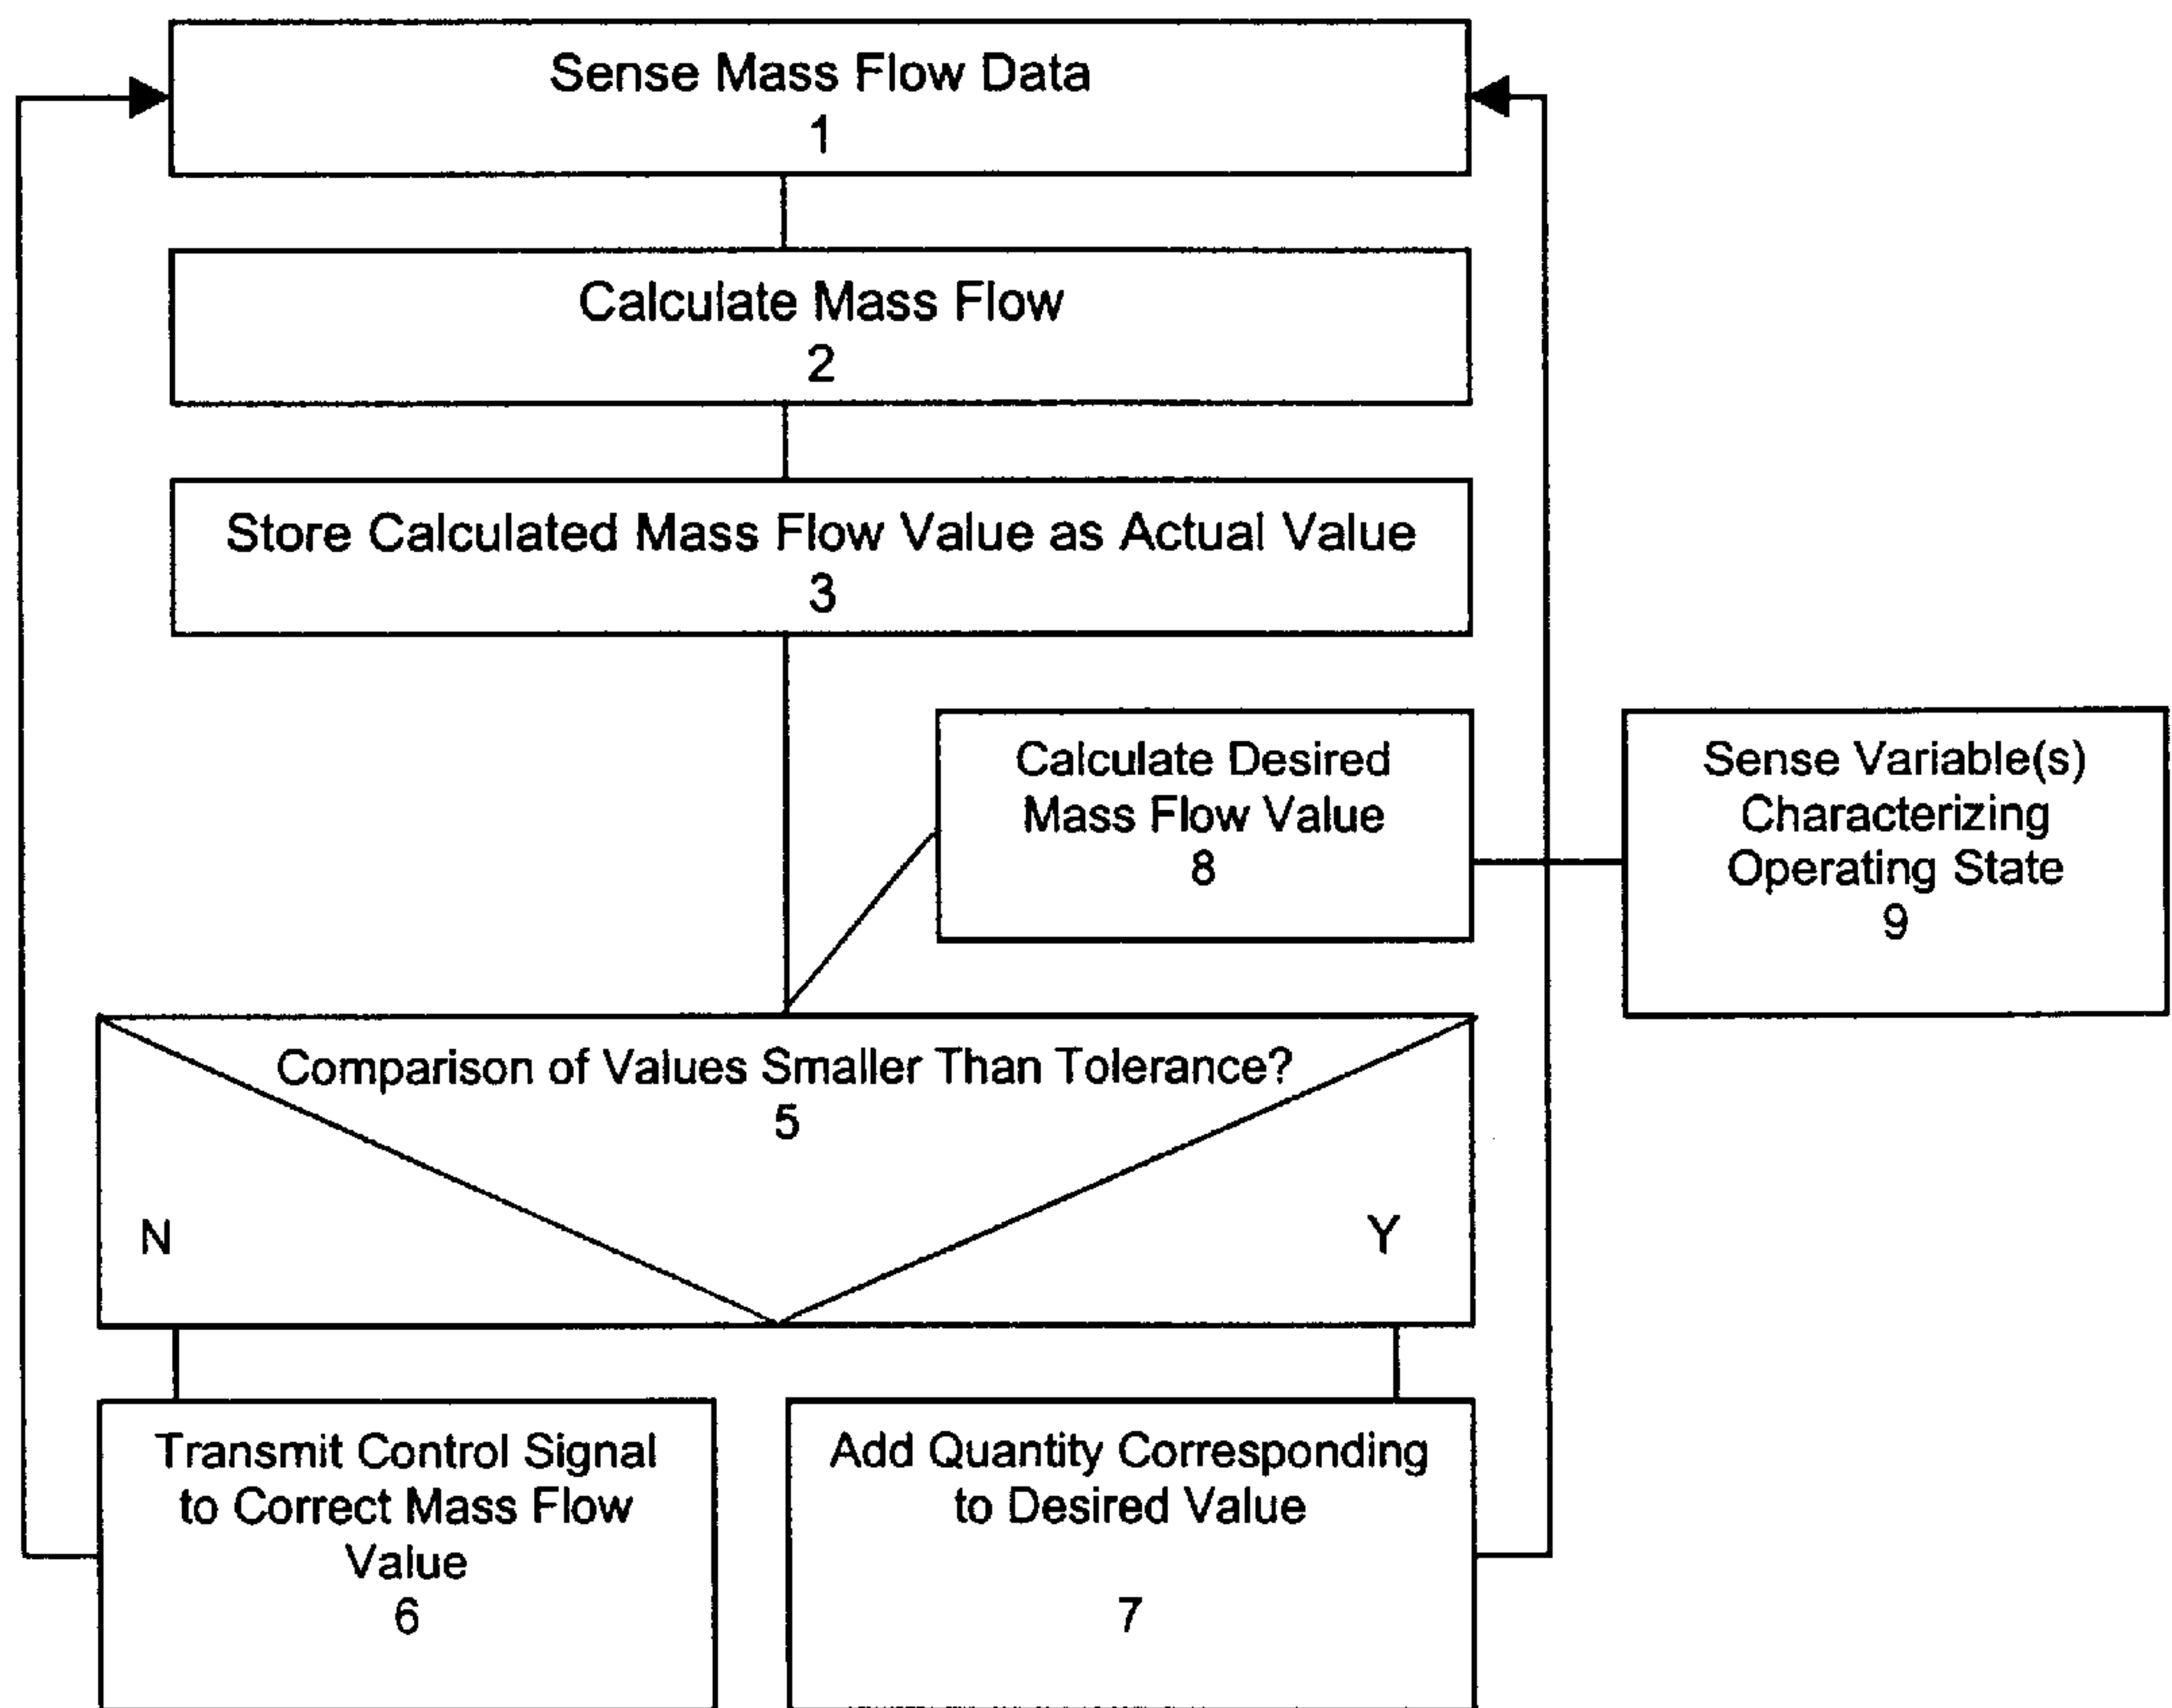 Sense Mass Flow Data
1
Calculate Mass Flow
2
Store Calculated Mass Flow Value as Actual Value
3
Calculate Desired
Mass Flow Value
8
Sense Variable(s)
Characterizing
Operating State
9
Comparison of Values Smaller Than Tolerance?
5
N
Y
Transmit Control Signal
to Correct Mass Flow
Value
6
Add Quantity Corresponding
to Desired Value
7